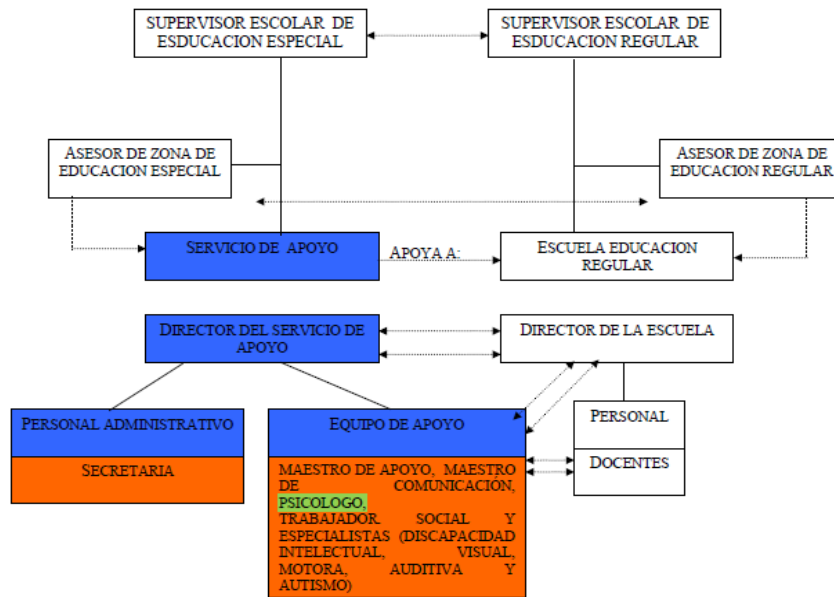 SUPERVISOR ESCOLAR DE
ESDUCACION ESPECIAL
SUPERVISOR ESCOLAR DE
ESDUCACION REGULAR
ASESOR DE ZONA DE
EDUCACION ESPECIAL
ASESOR DE ZONA DE
EDUCACION REGULAR
SERVICIO DE APOYO
APOYA A:
ESCUELA EDUCACION
REGULAR
DIRECTOR DEL SERVICIO DE
APOYO
DIRECTOR DE LA ESCUELA
PERSONAL ADMINISTRATIVO
SECRETARIA
EQUIPO DE APOYO
MAESTRO DE APOYO, MAESTRO
DE COMUNICACIÓN,
PSICOLOGO,
TRABAJADOR SOCIAL Y
ESPECIALISTAS (DISCAPACIDAD
INTELECTUAL, VISUAL,
MOTORA, AUDITIVA Y
AUTISMO)
PERSONAL
DOCENTES